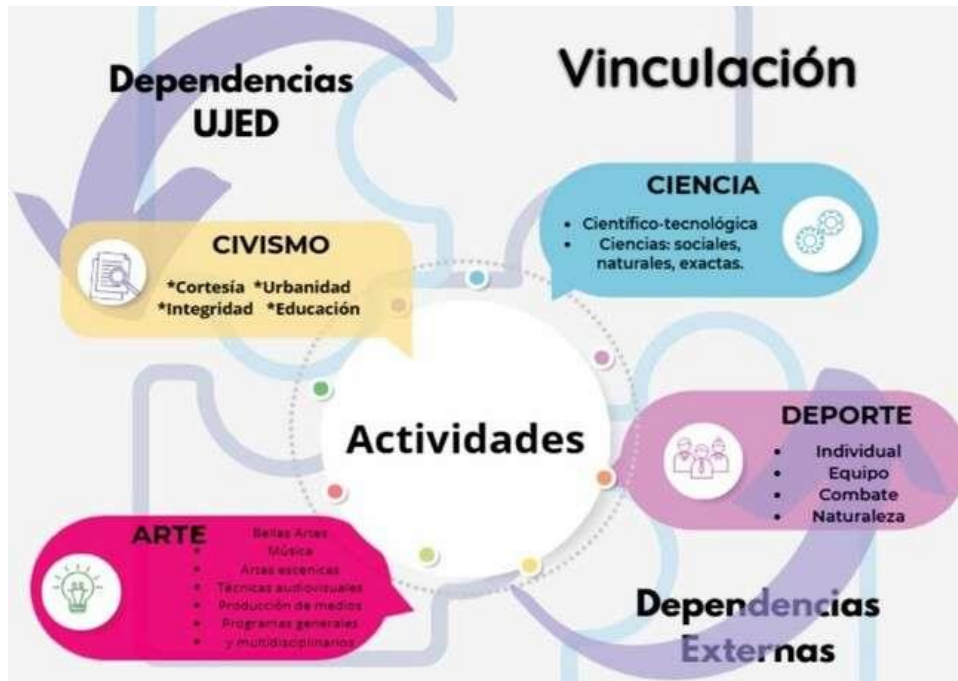 Dependencias
UJED
Vinculación
CIENCIA
• Científico-tecnológica
• Ciencias: sociales,
naturales, exactas.
CIVISMO
*Cortesía *Urbanidad
*Integridad *Educación
Actividades
DEPORTE
• Individual
• Equipo
• Combate
• Naturaleza
ARTE
• Bellas Artes
• Música
• Artes escénicas
• Técnicas audiovisuales
• Producción de medios
• Programas generales
• y multidisciplinarios
Dependencias
Externas